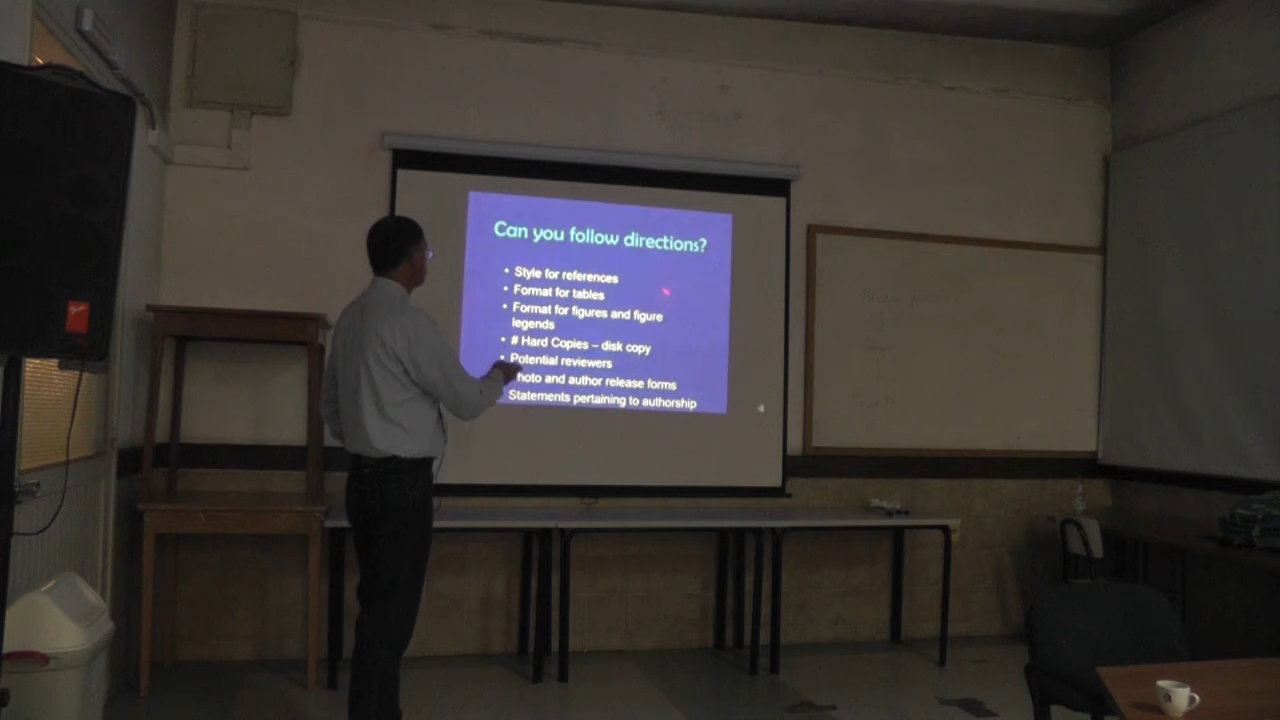 Can you follow directions?
• Style for references
• Format for tables
• Format for figures and figure
legends
• # Hard Copies – disk copy
• Potential reviewers
hoto and author release forms
Statements pertaining to authorship